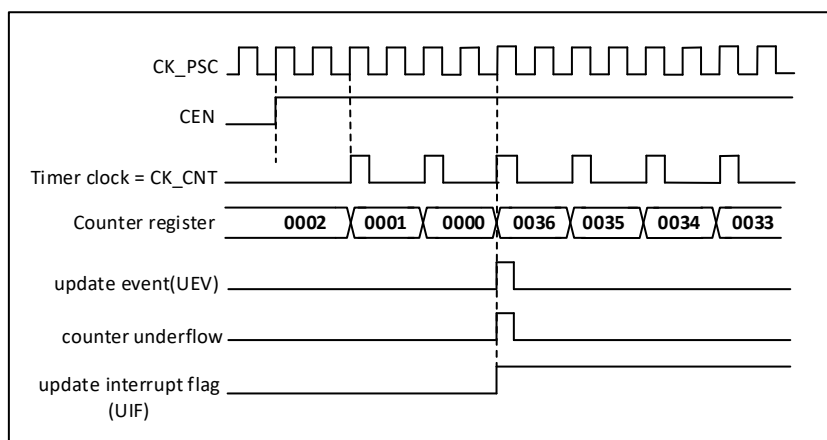 CK_PSC
CEN
Timer clock = CK_CNT
Counter register 0002 0001 0000 0036 0035 0034 0033
update event(UEV)
counter underflow
update interrupt flag
(UIF)